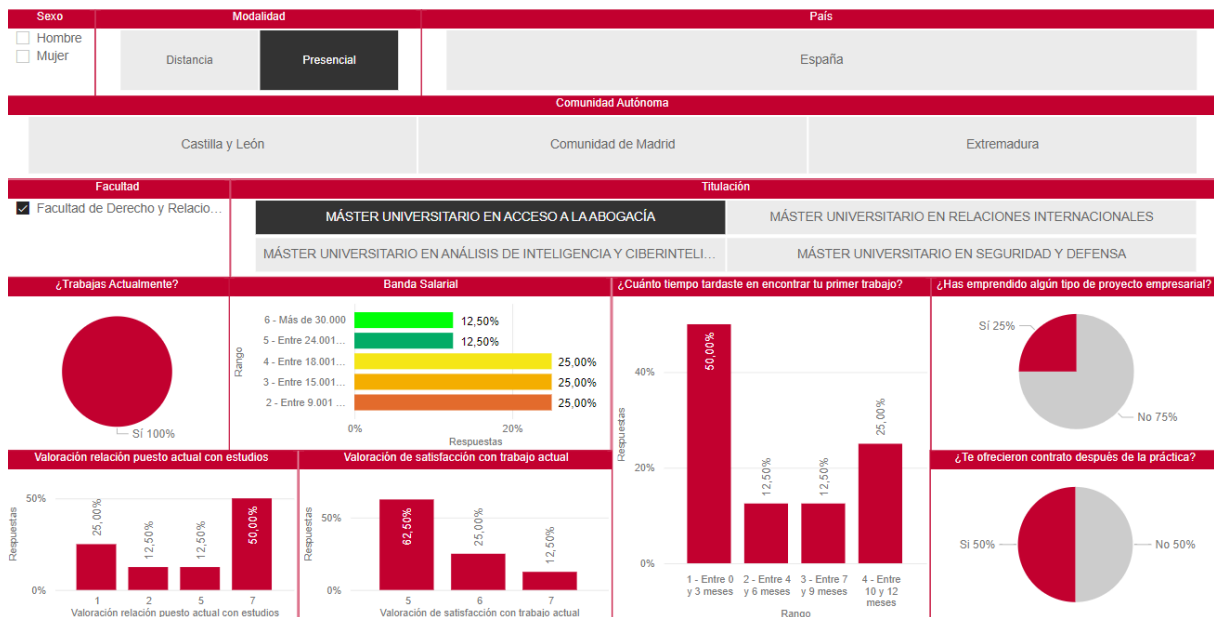 Sexo
Modalidad
País
Hombre
Mujer
Distancia
Presencial
España
Comunidad Autónoma
Castilla y León
Comunidad de Madrid
Extremadura
Facultad
Titulación
Facultad de Derecho y Relacio...
MÁSTER UNIVERSITARIO EN ACCESO A LA ABOGACÍA
MÁSTER UNIVERSITARIO EN RELACIONES INTERNACIONALES
MÁSTER UNIVERSITARIO EN ANÁLISIS DE INTELIGENCIA Y CIBERINTELI...
MÁSTER UNIVERSITARIO EN SEGURIDAD Y DEFENSA
¿Trabajas Actualmente?
Sí 100%
Banda Salarial
Rango
6 - Más de 30.000
12,50%
5 - Entre 24.001...
12,50%
4 - Entre 18.001...
25,00%
3 - Entre 15.001...
25,00%
2 - Entre 9.001 ...
25,00%
0%
20%
Respuestas
¿Cuánto tiempo tardaste en encontrar tu primer trabajo?
Respuestas
40%
20%
0%
50,00%
12,50%
12,50%
25,00%
1 - Entre 0
y 3 meses
2 - Entre 4
y 6 meses
3 - Entre 7
y 9 meses
4 - Entre
10 y 12
meses
Rango
¿Has emprendido algún tipo de proyecto empresarial?
Sí 25%
No 75%
Valoración relación puesto actual con estudios
Respuestas
50%
0%
25,00%
12,50%
12,50%
50,00%
1
2
5
7
Valoración relación puesto actual con estudios
Valoración de satisfacción con trabajo actual
Respuestas
50%
0%
62,50%
25,00%
12,50%
5
6
7
Valoración de satisfacción con trabajo actual
¿Te ofrecieron contrato después de la práctica?
Si 50%
No 50%